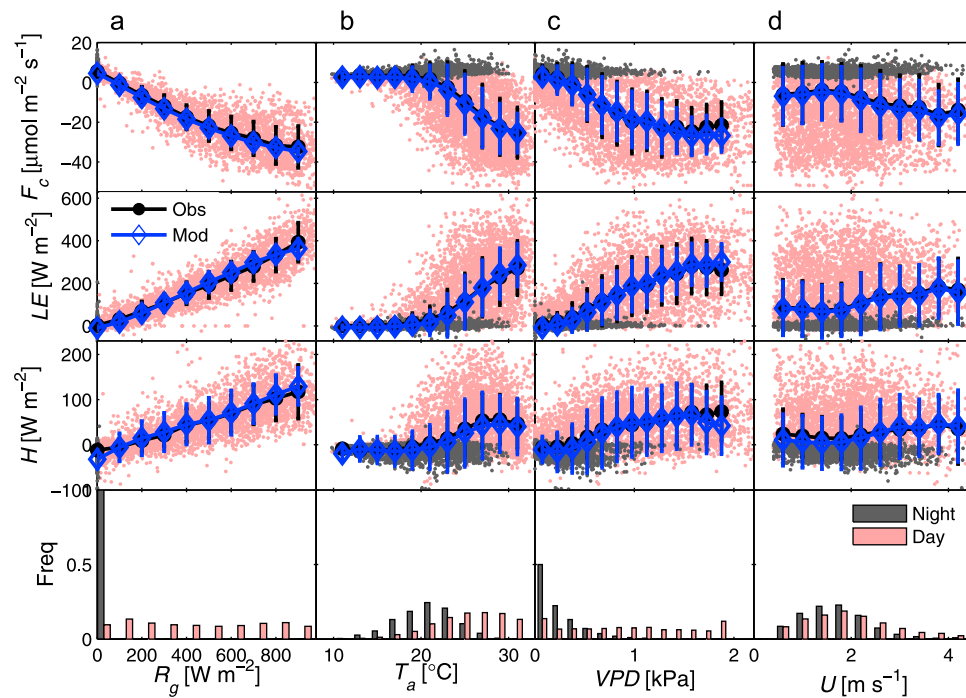 a b c d
20
0
−20
−40
F_c [μmol m⁻² s⁻¹]
600
400
200
0
LE [W m⁻²]
Obs
Mod
200
100
0
−100
H [W m⁻²]
1
0.5
0
Freq
Night
Day
0 200 400 600 800 10 20 30 0 1 2 0 2 4
R_g [W m⁻²] T_a [°C] VPD [kPa] U [m s⁻¹]